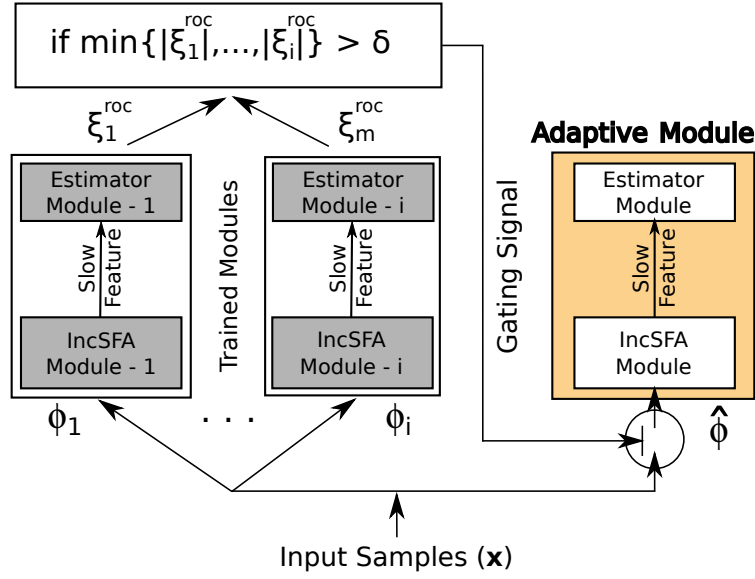 if min{|ξ₁^roc|,...,|ξᵢ^roc|} > δ
ξ₁^roc
ξₘ^roc
Adaptive Module
Estimator
Module - 1
Slow
Feature
IncSFA
Module - 1
ϕ₁
Trained Modules
. . .
Estimator
Module - i
Slow
Feature
IncSFA
Module - i
ϕᵢ
Gating Signal
Estimator
Module
Slow
Feature
IncSFA
Module
ϕ̂
Input Samples (x)